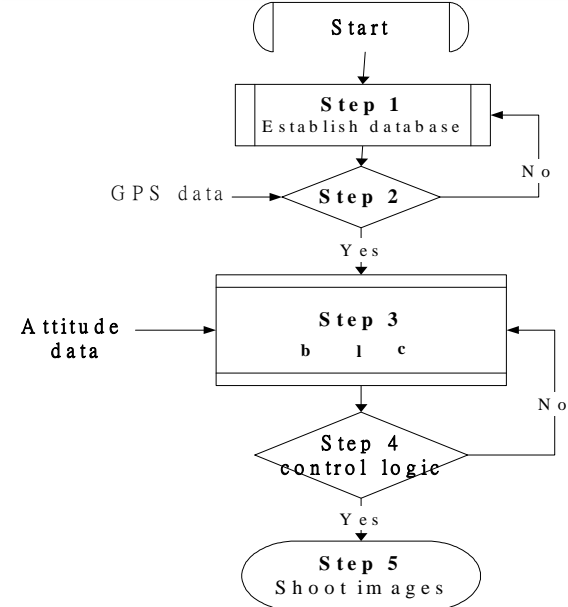 Start
Step 1
Establish database
No
GPS data
Step 2
Yes
Step 3
b l c
Attitude
data
No
Step 4
control logic
Yes
Step 5
Shoot images